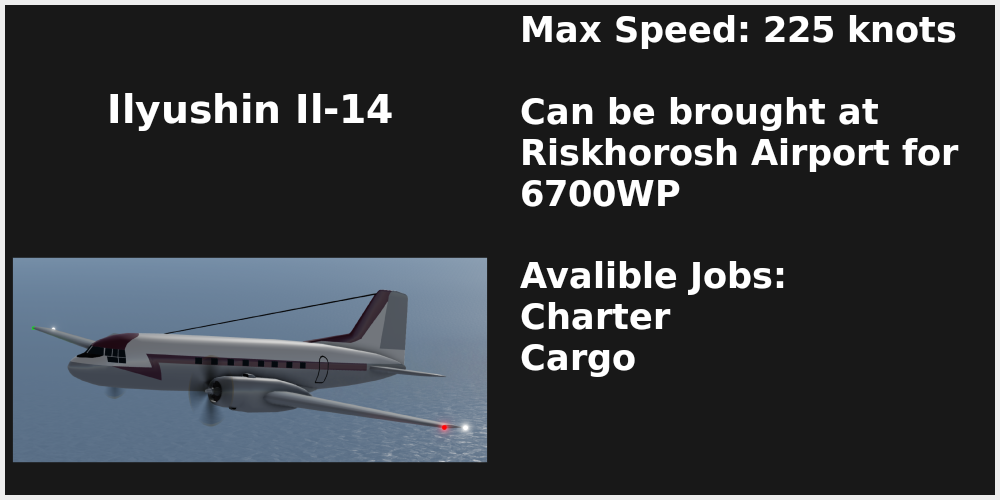 Ilyushin Il-14
Max Speed: 225 knots
Can be brought at
Riskhorosh Airport for
6700WP
Avalible Jobs:
Charter
Cargo